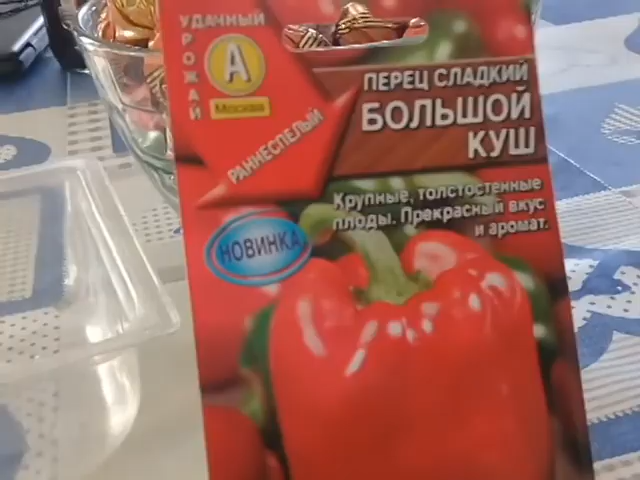 УДАЧНЫЙ
УРОЖАЙ
А
Москва
РАННЕСПЕЛЫЙ
ПЕРЕЦ СЛАДКИЙ
БОЛЬШОЙ
КУШ
Крупные, толстостенные
плоды. Прекрасный вкус
и аромат.
НОВИНКА